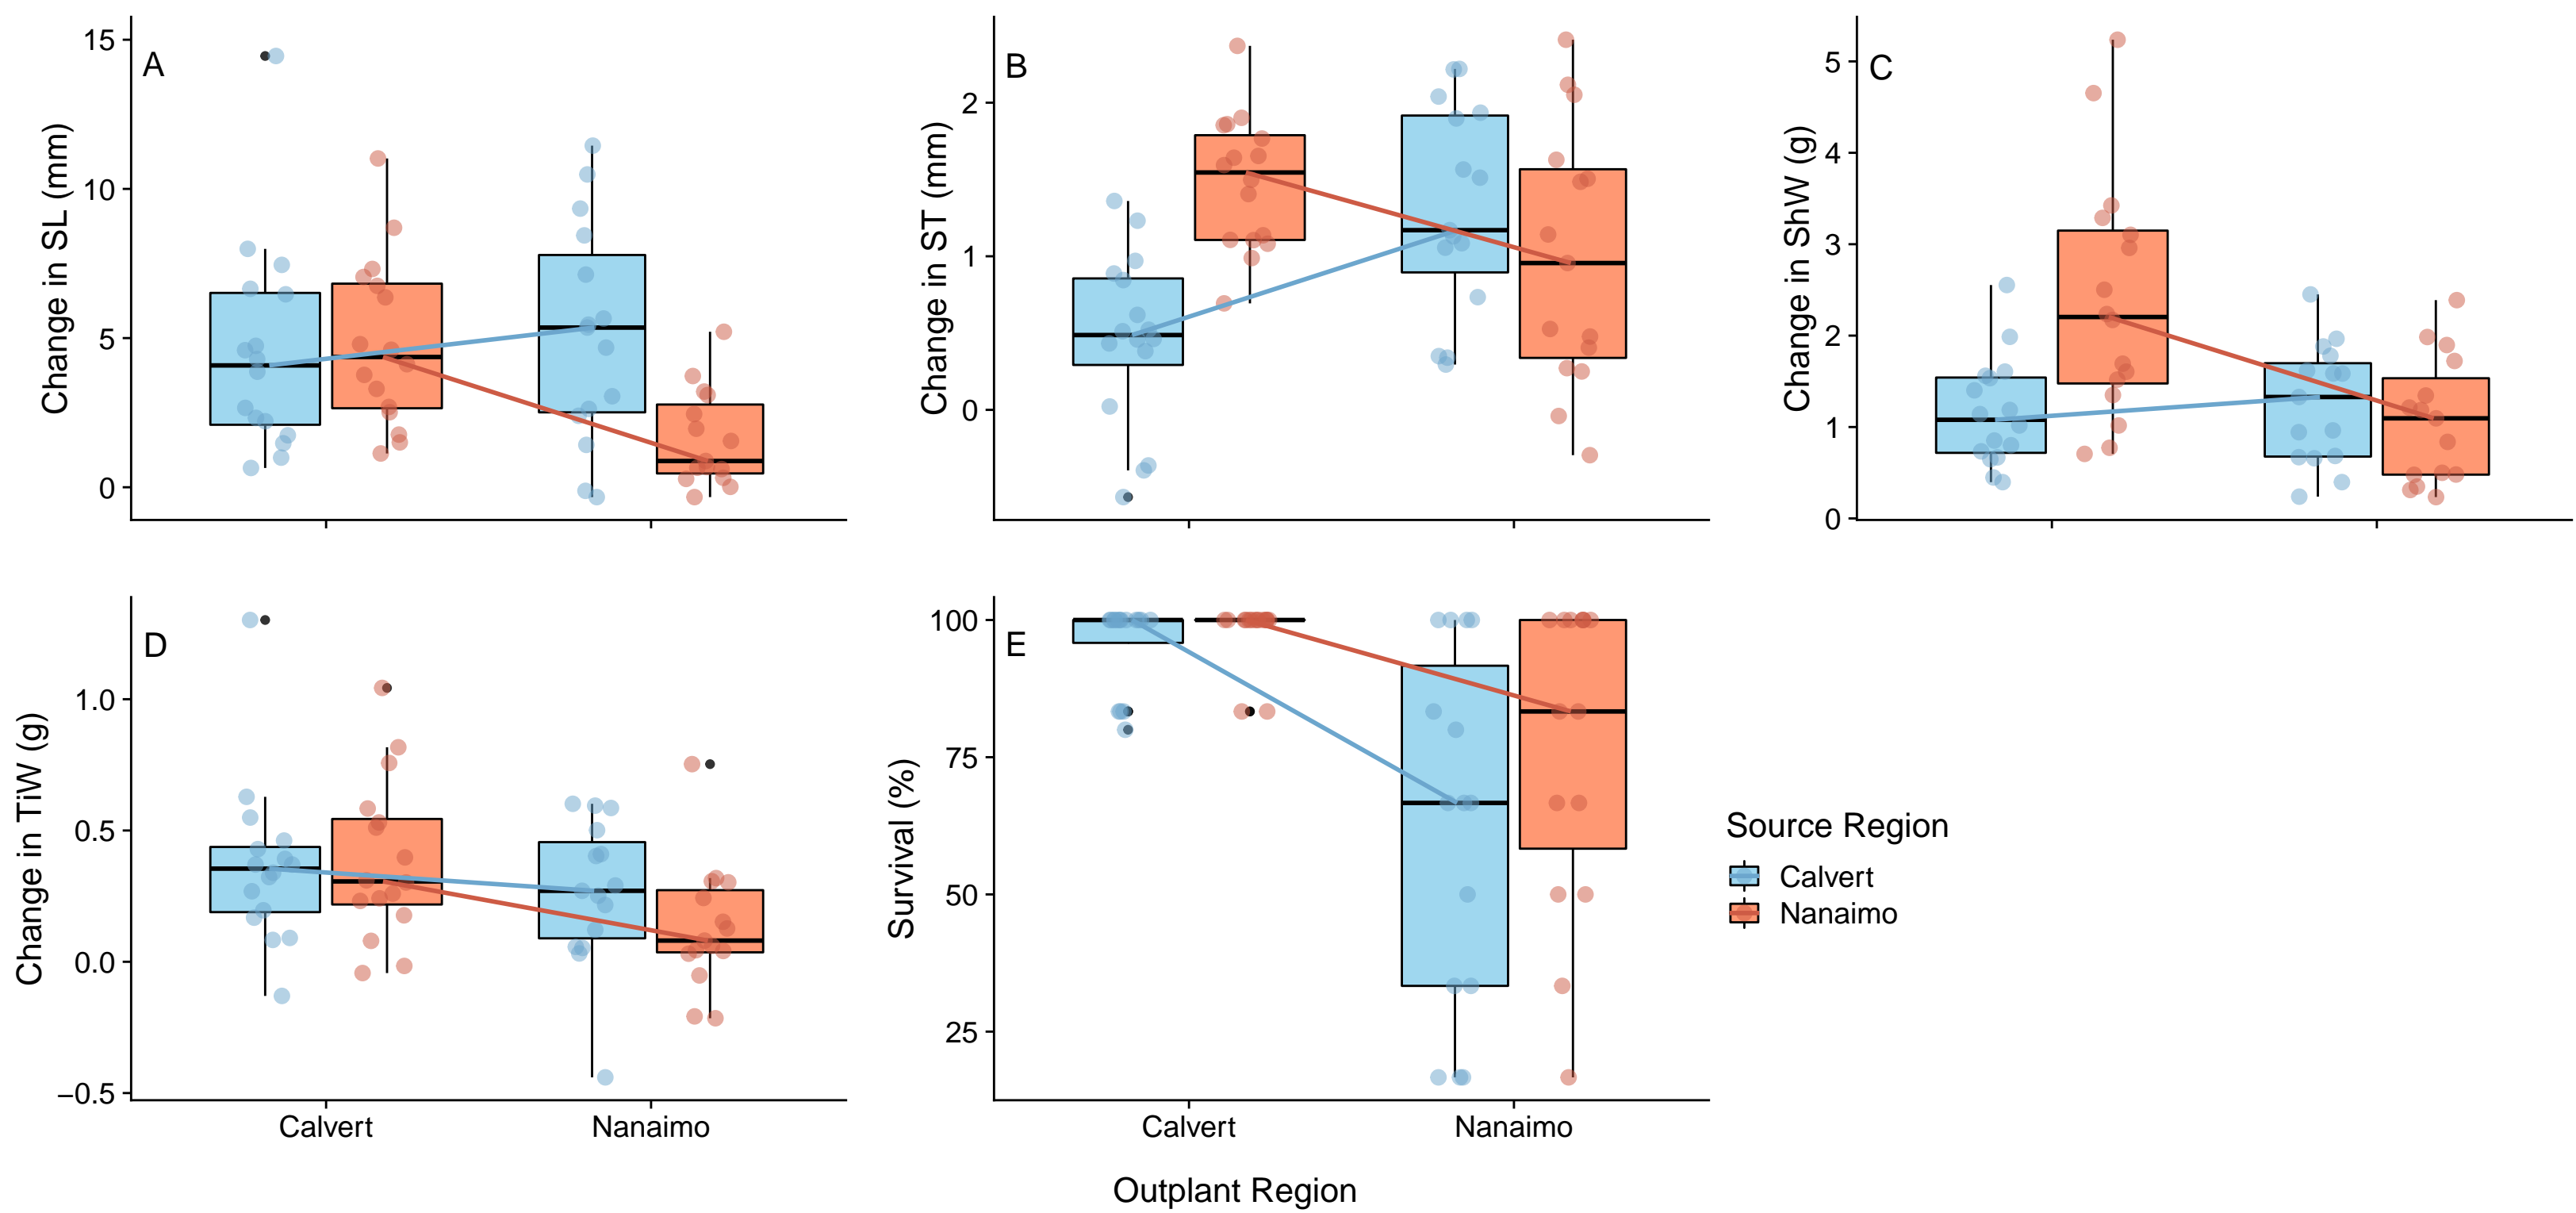 A
Change in SL (mm)
15
10
5
0
B
Change in ST (mm)
2
1
0
C
Change in ShW (g)
5
4
3
2
1
0
D
Change in TiW (g)
1.0
0.5
0.0
−0.5
Calvert
Nanaimo
E
Survival (%)
100
75
50
25
Calvert
Nanaimo
Source Region
Calvert
Nanaimo
Outplant Region